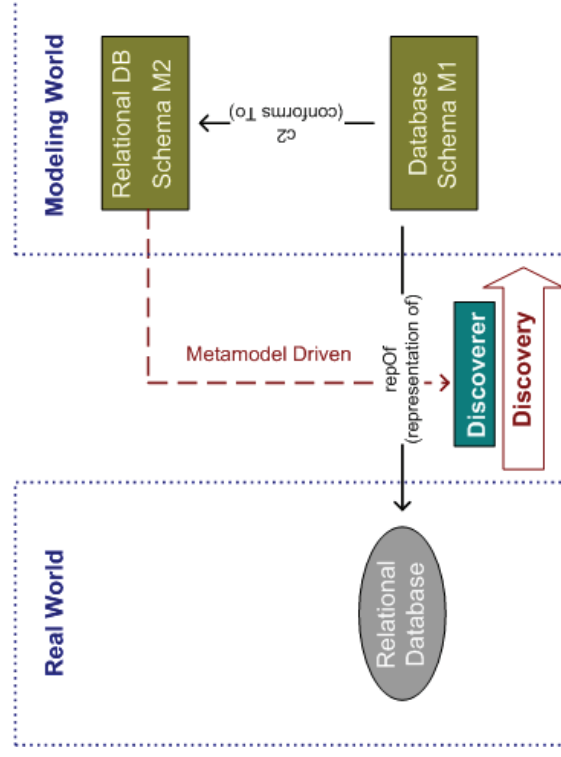 Real World
Modeling World
Relational DB
Schema M2
c2
(conforms To)
Metamodel Driven
Relational
Database
repOf
(representation of)
Database
Schema M1
Discoverer
Discovery